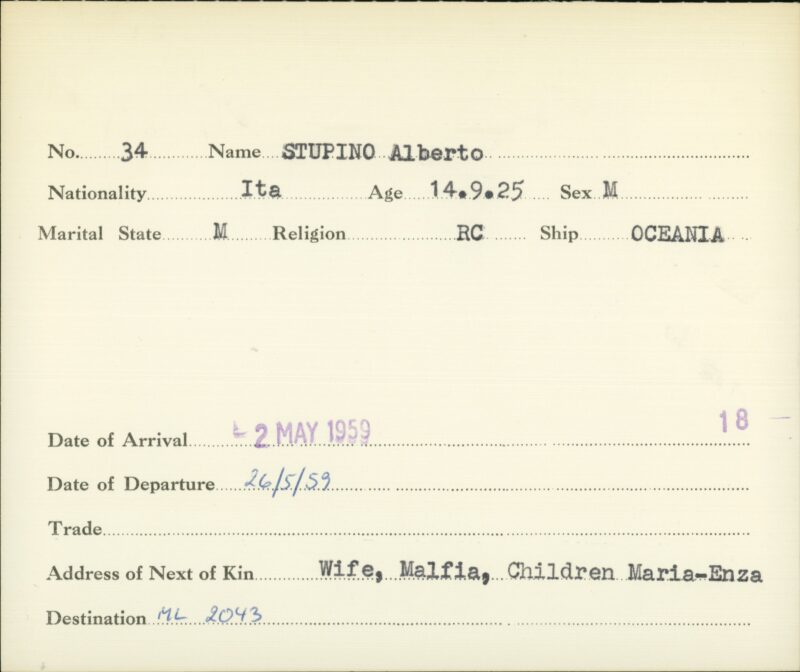 No. 34 Name STUPINO Alberto
Nationality Ita Age 14.9.25 Sex M
Marital State M Religion RC Ship OCEANIA
18 -
Date of Arrival 2 MAY 1959
Date of Departure 26/5/59
Trade
Address of Next of Kin Wife, Malfia, Children Maria-Enza
Destination ML 2043